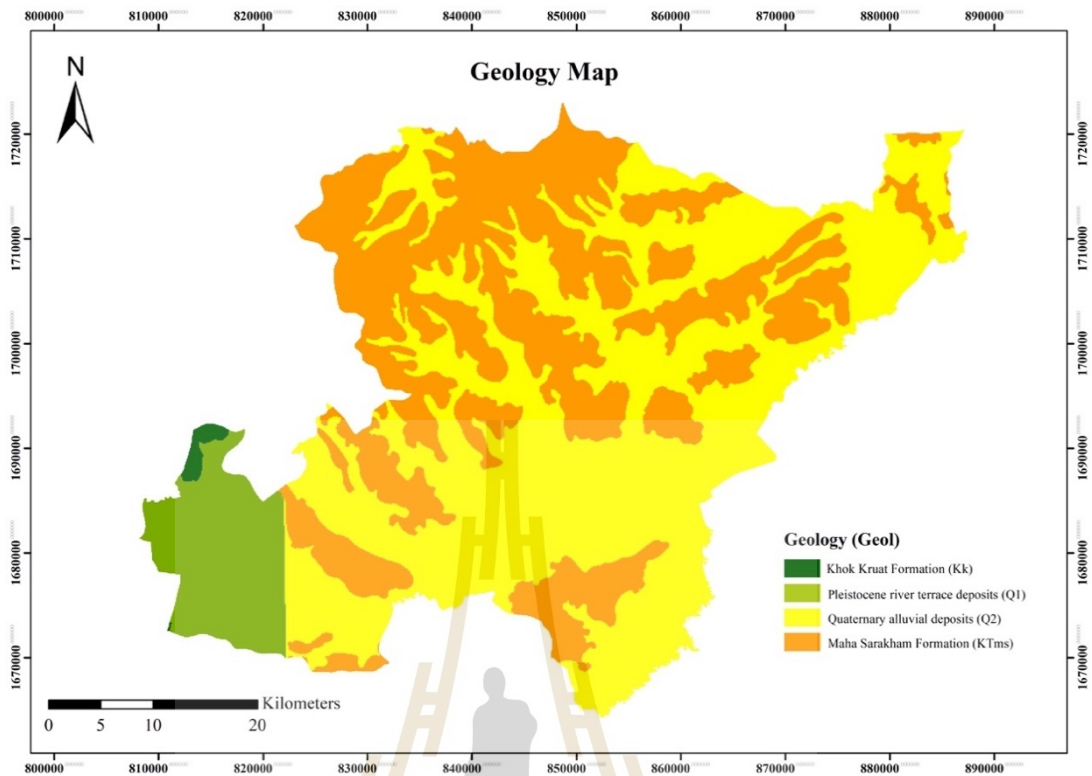 800000 810000 820000 830000 840000 850000 860000 870000 880000 890000
Geology Map
N
1720000 1720000
1710000 1710000
1700000 1700000
1690000 1690000
1680000 1680000
1670000 1670000
Geology (Geol)
Khok Kruat Formation (Kk)
Pleistocene river terrace deposits (Q1)
Quaternary alluvial deposits (Q2)
Maha Sarakham Formation (KTms)
Kilometers
0 5 10 20
800000 810000 820000 830000 840000 850000 860000 870000 880000 890000